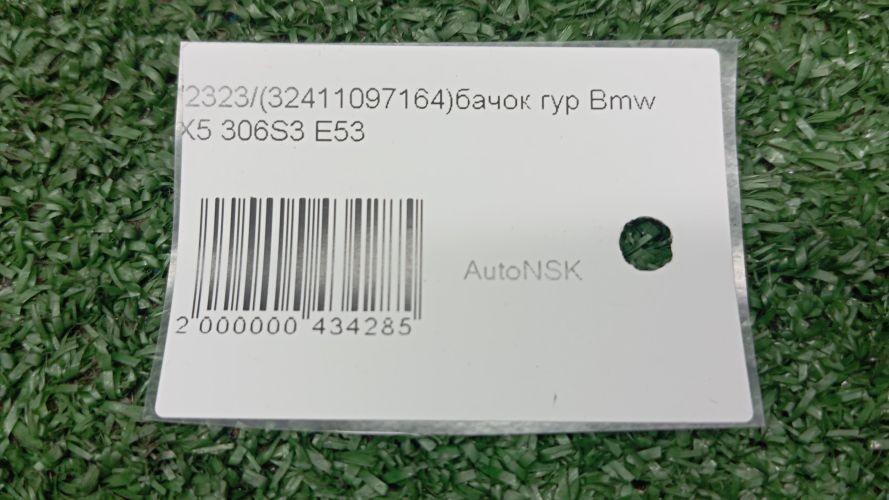 2323/(32411097164)бачок гур Bmw
X5 306S3 E53
AutoNSK
2 000000 434285